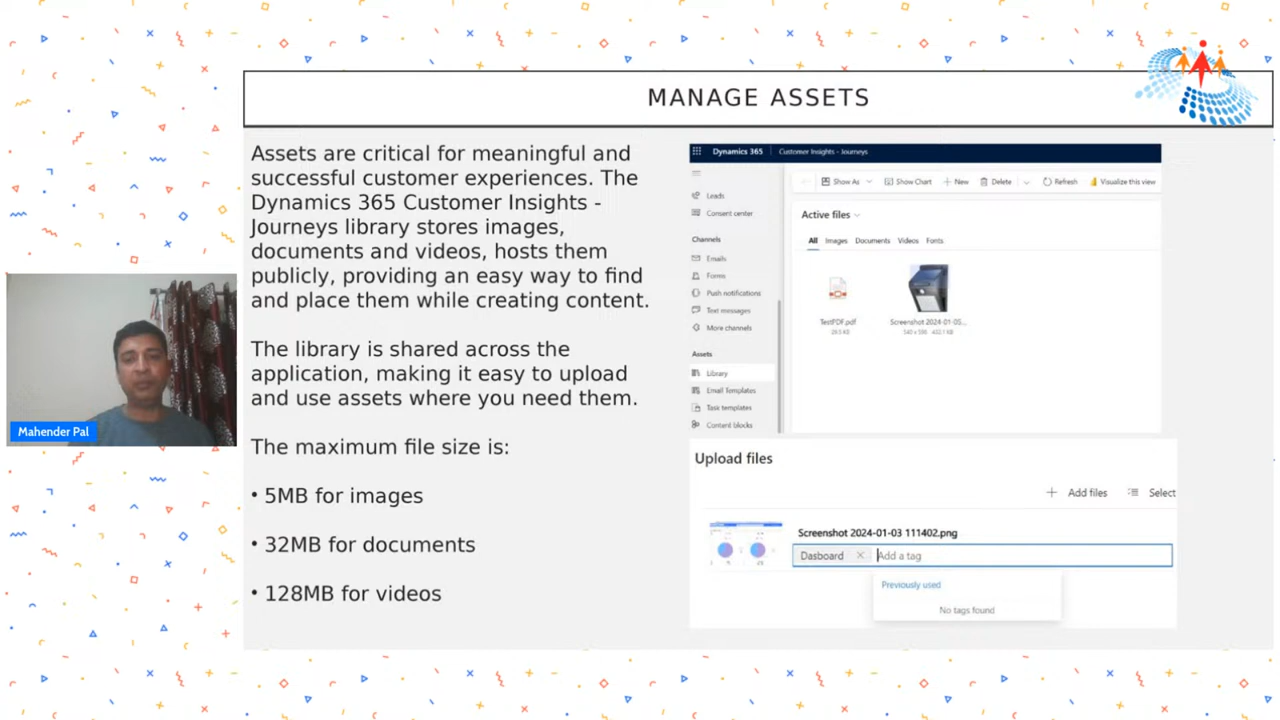 MANAGE ASSETS
Assets are critical for meaningful and
successful customer experiences. The
Dynamics 365 Customer Insights -
Journeys library stores images,
documents and videos, hosts them
publicly, providing an easy way to find
and place them while creating content.
The library is shared across the
application, making it easy to upload
and use assets where you need them.
The maximum file size is:
• 5MB for images
• 32MB for documents
• 128MB for videos
Mahender Pal
Dynamics 365 Customer Insights - Journeys
Show As Show Chart New Delete Refresh Visualize this view
Leads
Consent center
Channels
Emails
Forms
Push notifications
Text messages
More channels
Assets
Library
Email Templates
Task templates
Content blocks
Active files
All Images Documents Videos Fonts
TestPDF.pdf
Screenshot 2024-01-05...
Upload files
Add files Select
Screenshot 2024-01-03 111402.png
Dasboard Add a tag
Previously used
No tags found